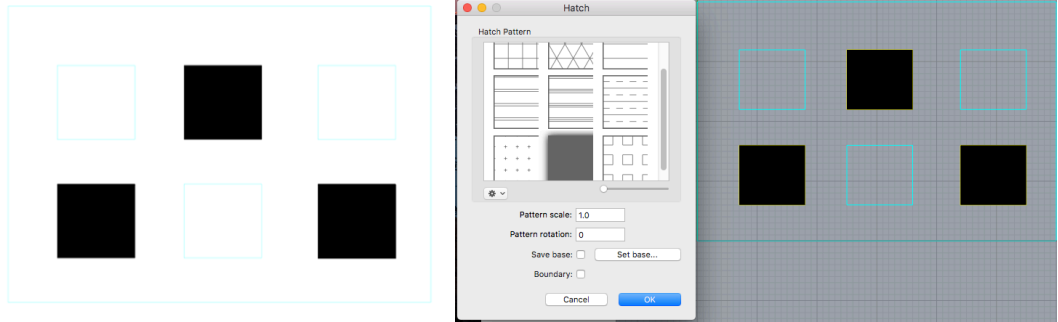 Hatch
Hatch Pattern
Pattern scale: 1.0
Pattern rotation: 0
Save base: Set base...
Boundary:
Cancel OK